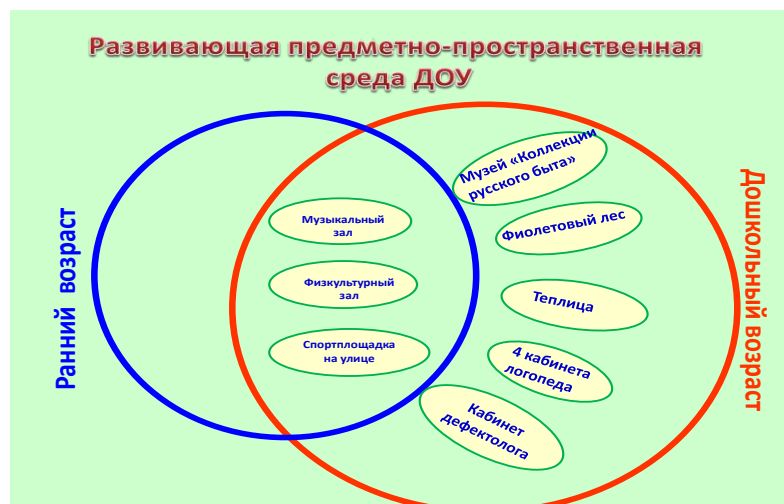 Развивающая предметно-пространственная
среда ДОУ
Ранний возраст
Музыкальный
зал
Физкультурный
зал
Спортплощадка
на улице
Музей «Коллекции
русского быта»
Фиолетовый лес
Теплица
4 кабинета
логопеда
Кабинет
дефектолога
Дошкольный возраст